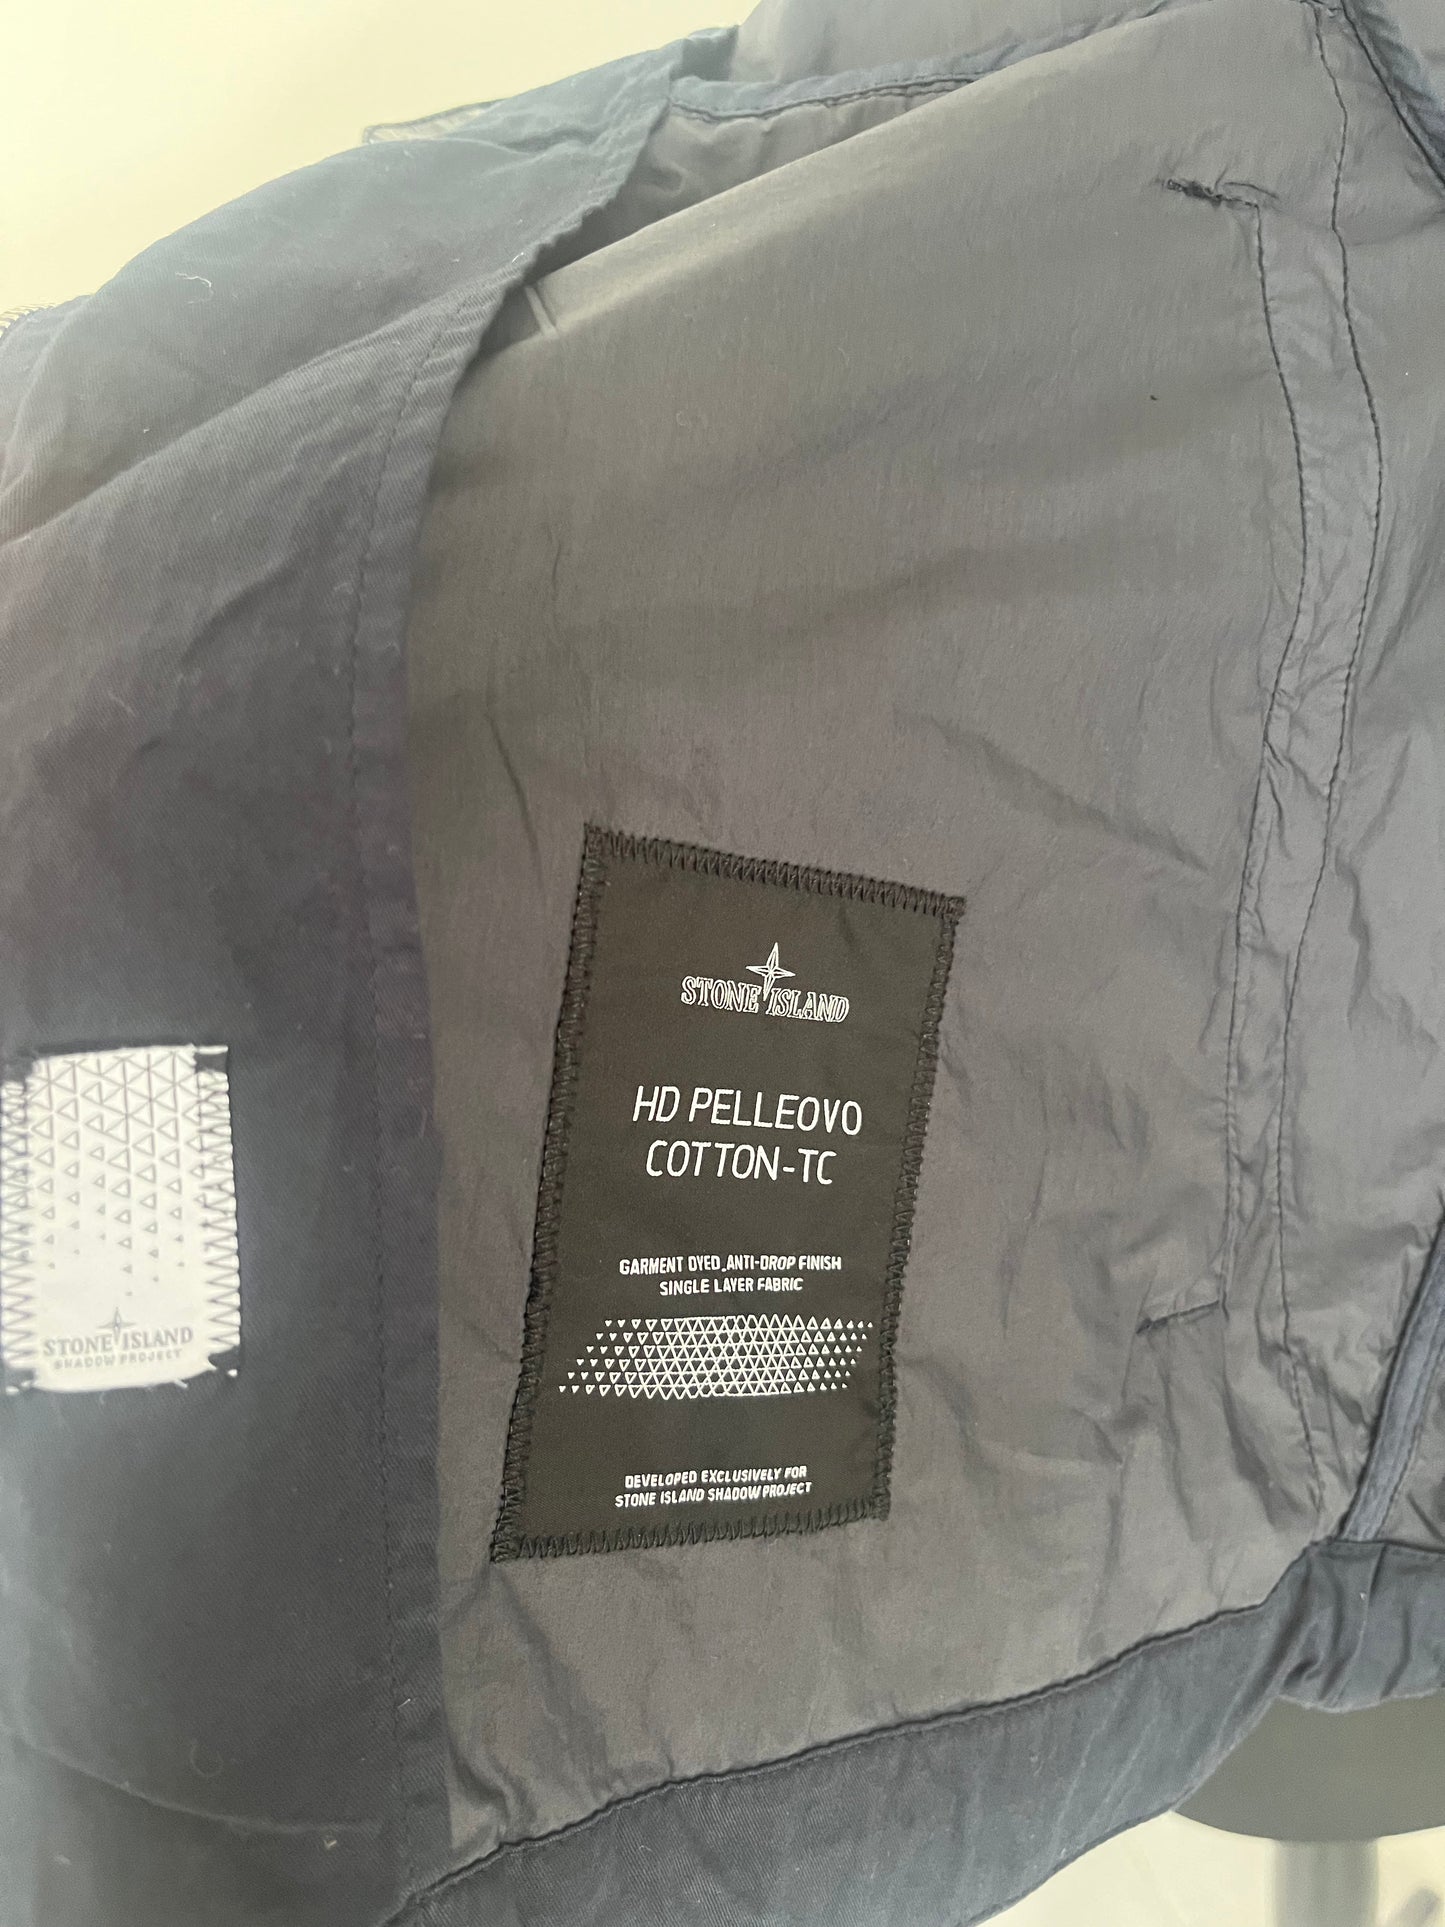 STONE ISLAND
HD PELLEOVO
COTTON-TC
GARMENT DYED_ANTI-DROP FINISH
SINGLE LAYER FABRIC
DEVELOPED EXCLUSIVELY FOR
STONE ISLAND SHADOW PROJECT
STONE ISLAND
SHADOW PROJECT